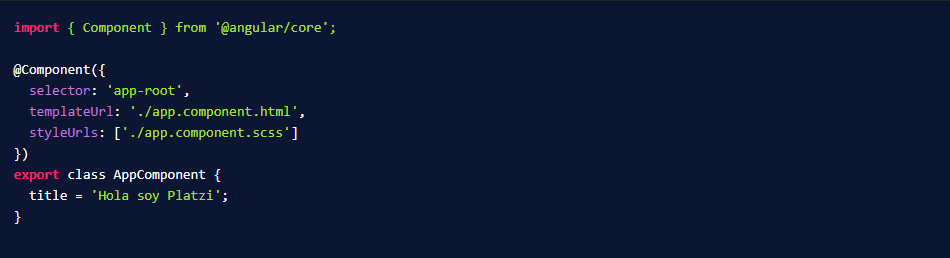 import { Component } from '@angular/core';
@Component({
  selector: 'app-root',
  templateUrl: './app.component.html',
  styleUrls: ['./app.component.scss']
})
export class AppComponent {
  title = 'Hola soy Platzi';
}